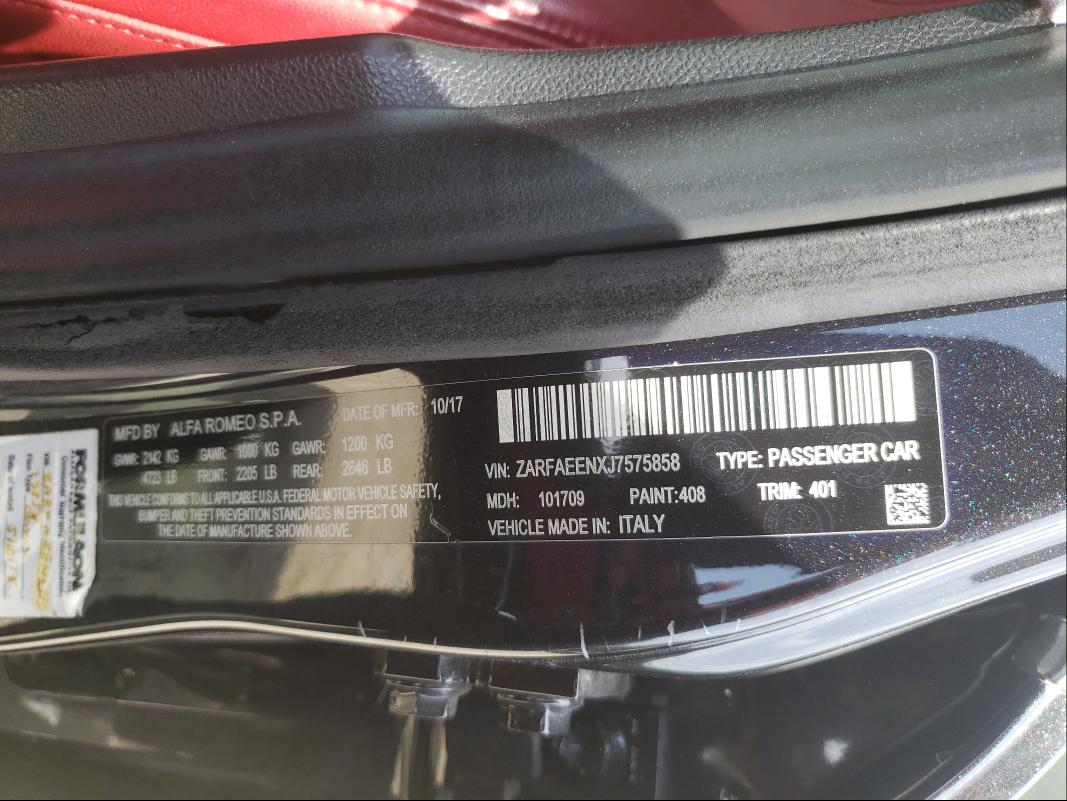 MFD BY ALFA ROMEO S.P.A. DATE OF MFR: 10/17
GVWR: 2142 KG GAWR: 1000 KG GAWR: 1200 KG
4723 LB FRONT: 2205 LB REAR: 2646 LB
THIS VEHICLE CONFORMS TO ALL APPLICABLE U.S.A. FEDERAL MOTOR VEHICLE SAFETY,
BUMPER AND THEFT PREVENTION STANDARDS IN EFFECT ON
THE DATE OF MANUFACTURE SHOWN ABOVE.
VIN: ZARFAEENXJ7575858 TYPE: PASSENGER CAR
MDH: 101709 PAINT:408 TRIM: 401
VEHICLE MADE IN: ITALY